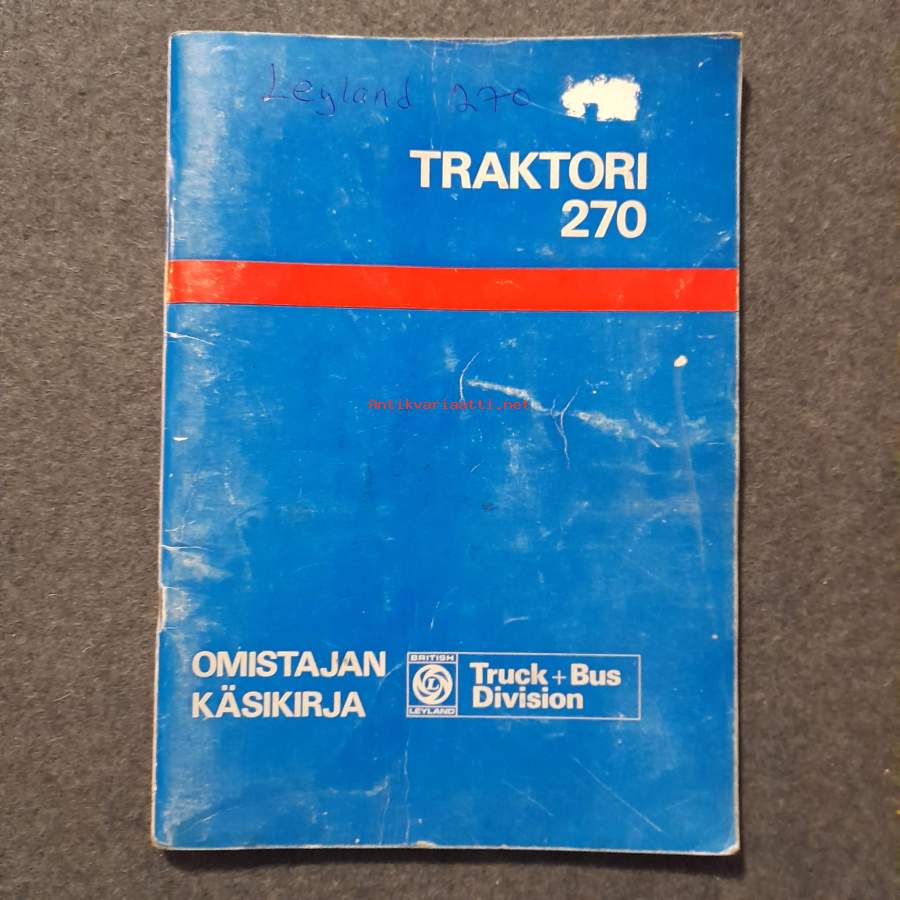 Leyland 270
TRAKTORI
270
Antikvariaatti.net
OMISTAJAN
KÄSIKIRJA
BRITISH
L
LEYLAND
Truck + Bus
Division